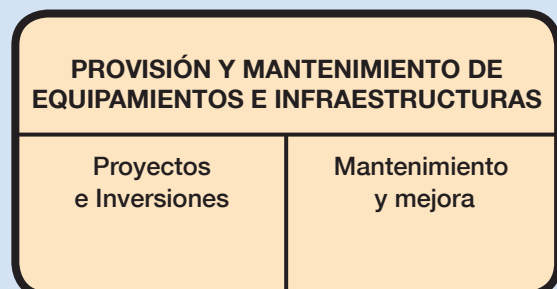 PROVISIÓN Y MANTENIMIENTO DE
EQUIPAMIENTOS E INFRAESTRUCTURAS
Proyectos
e Inversiones
Mantenimiento
y mejora